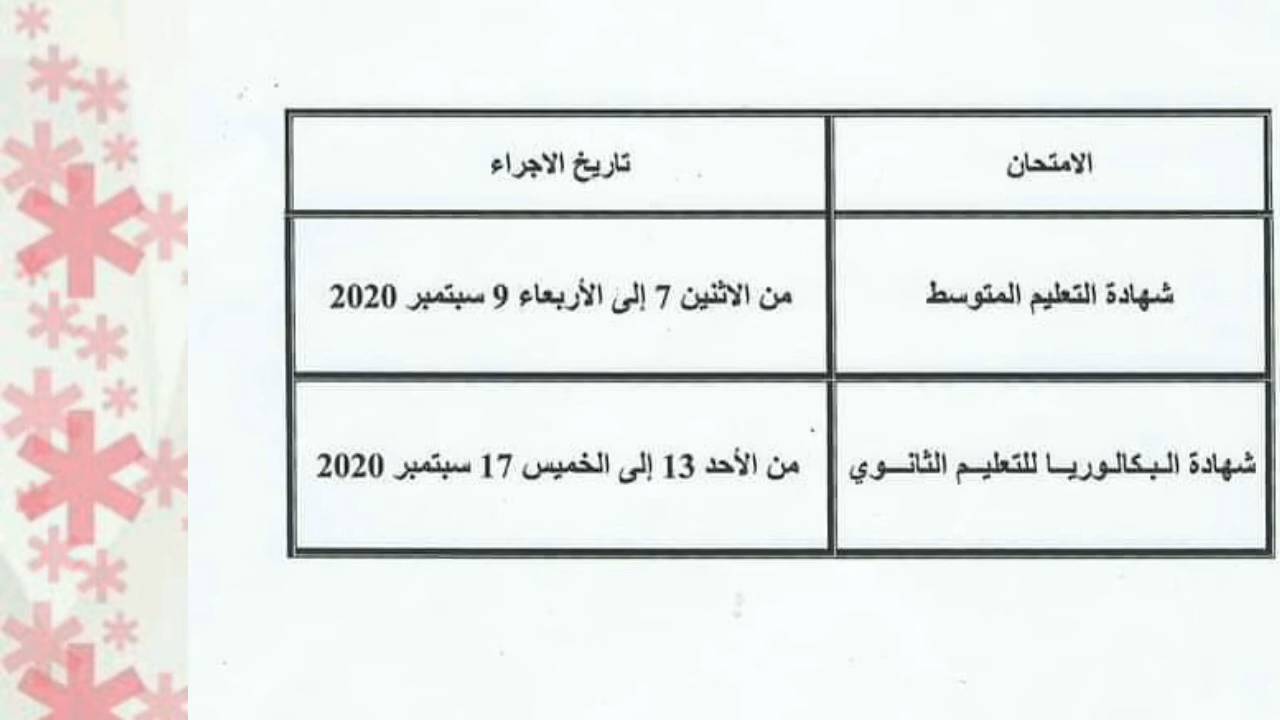 الامتحان
تاريخ الاجراء
شهادة التعليم المتوسط
من الاثنين 7 إلى الأربعاء 9 سبتمبر 2020
شهادة البكالوريا للتعليم الثانوي
من الأحد 13 إلى الخميس 17 سبتمبر 2020